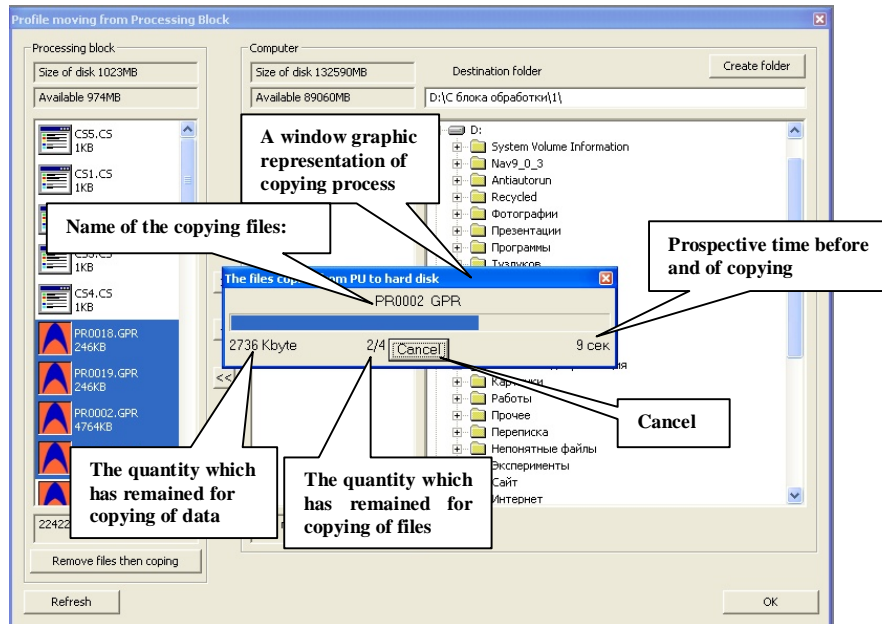 Profile moving from Processing Block
Processing block
Size of disk 1023MB
Available 974MB
CS5.CS
1KB
CS1.CS
1KB
1KB
CS4.CS
1KB
PR0018.GPR
246KB
PR0019.GPR
246KB
PR0002.GPR
4764KB
Remove files then coping
Refresh
Computer
Size of disk 132590MB
Available 89060MB
Destination folder
Create folder
D:\С блока обработки\1\
D:
System Volume Information
Nav9_0_3
Antiautorun
Recycled
Фотографии
Презентации
Программы
Тузлуков
Картинки
Работы
Прочее
Переписка
Непонятные файлы
Эксперименты
Сайт
Интернет
<<
OK
The files from PU to hard disk
PR0002 GPR
2736 Kbyte
2/4
Cancel
9 сек
A window graphic
representation of
copying process
Name of the copying files:
Prospective time before
and of copying
Cancel
The quantity which
has remained for
copying of data
The quantity which
has remained for
copying of files